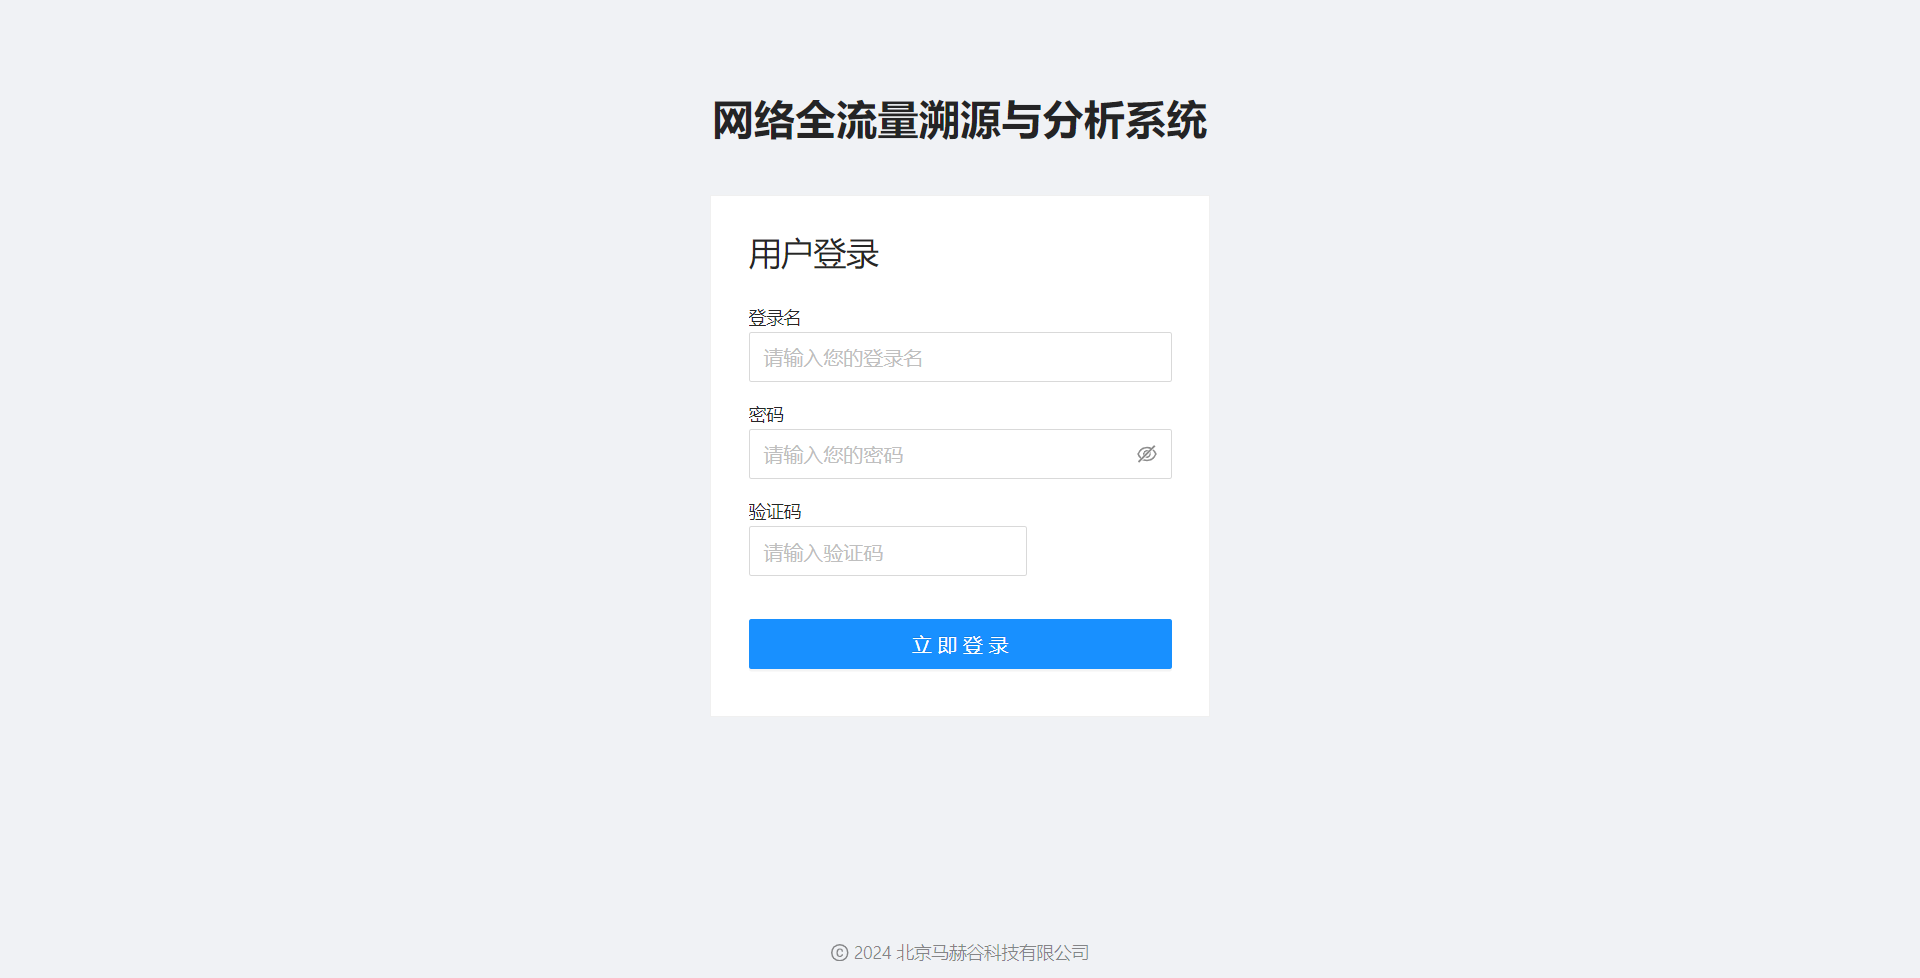 网络全流量溯源与分析系统
用户登录
登录名
请输入您的登录名
密码
请输入您的密码
验证码
请输入验证码
立即登录
© 2024 北京马赫谷科技有限公司